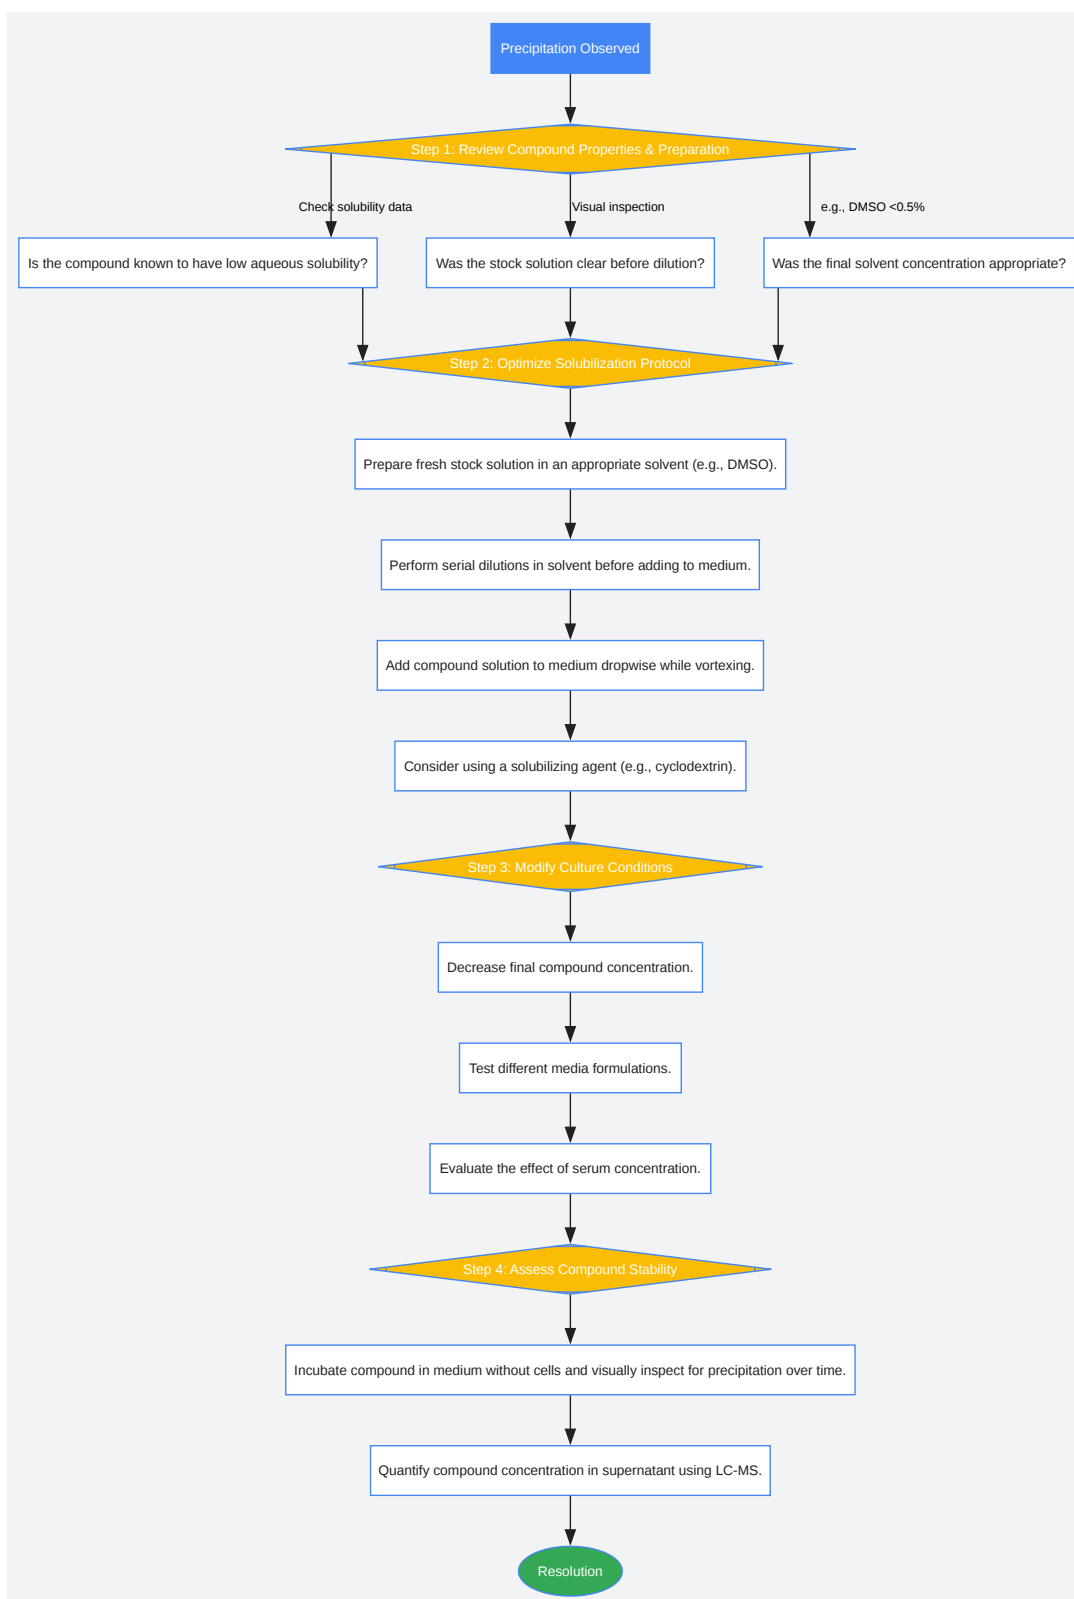 Precipitation Observed
Step 1: Review Compound Properties & Preparation
Check solubility data
Visual inspection
e.g., DMSO <0.5%
Is the compound known to have low aqueous solubility?
Was the stock solution clear before dilution?
Was the final solvent concentration appropriate?
Step 2: Optimize Solubilization Protocol
Prepare fresh stock solution in an appropriate solvent (e.g., DMSO).
Perform serial dilutions in solvent before adding to medium.
Add compound solution to medium dropwise while vortexing.
Consider using a solubilizing agent (e.g., cyclodextrin).
Step 3: Modify Culture Conditions
Decrease final compound concentration.
Test different media formulations.
Evaluate the effect of serum concentration.
Step 4: Assess Compound Stability
Incubate compound in medium without cells and visually inspect for precipitation over time.
Quantify compound concentration in supernatant using LC-MS.
Resolution